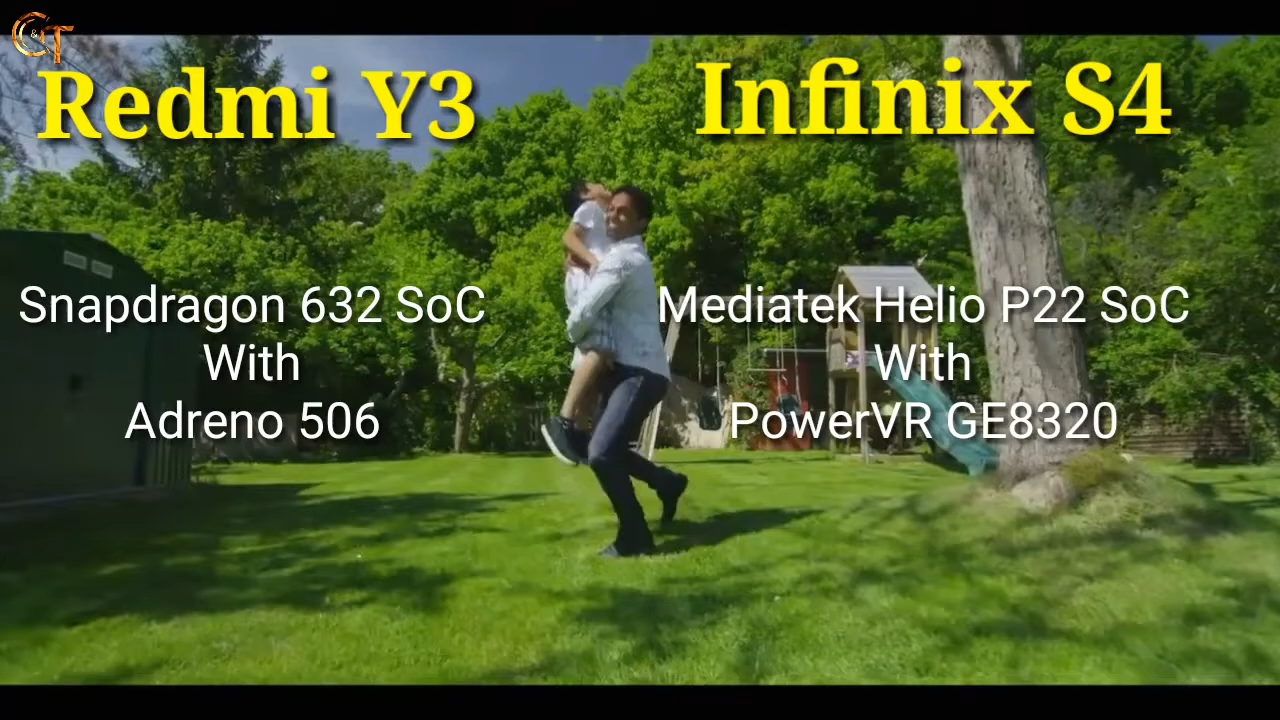 C&T
Redmi Y3
Infinix S4
Snapdragon 632 SoC
With
Adreno 506
Mediatek Helio P22 SoC
With
PowerVR GE8320